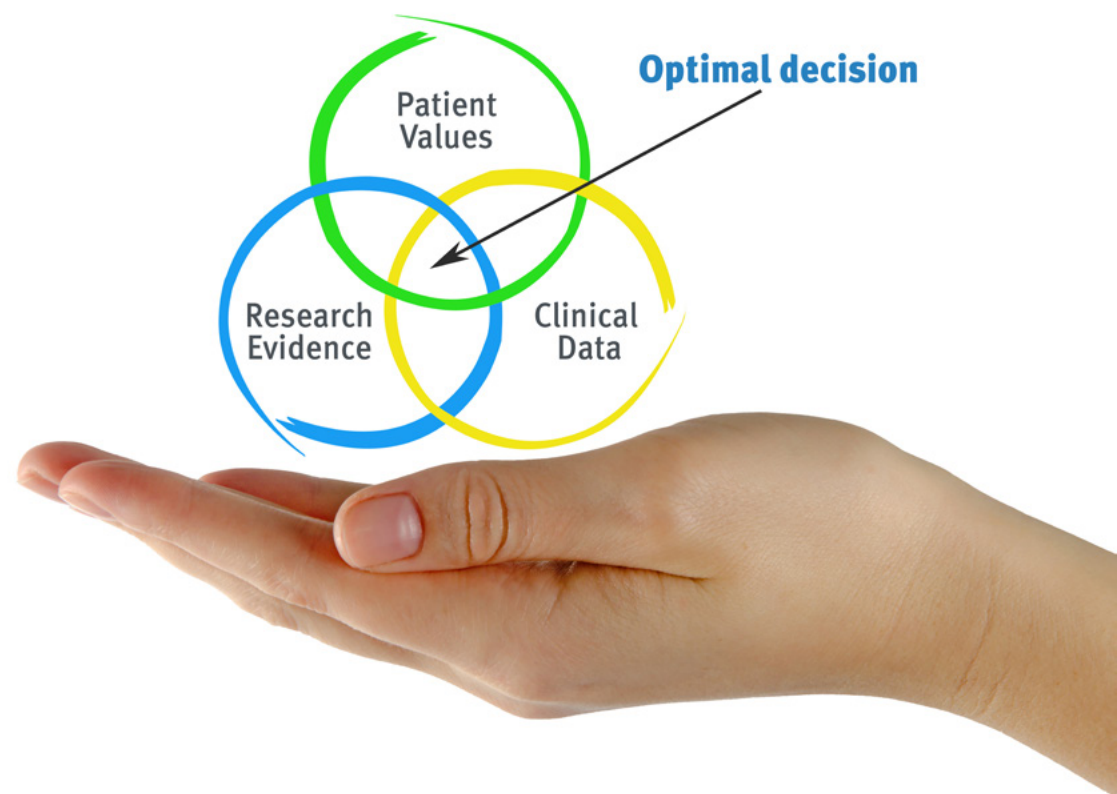 Optimal decision
Patient
Values
Research
Evidence
Clinical
Data